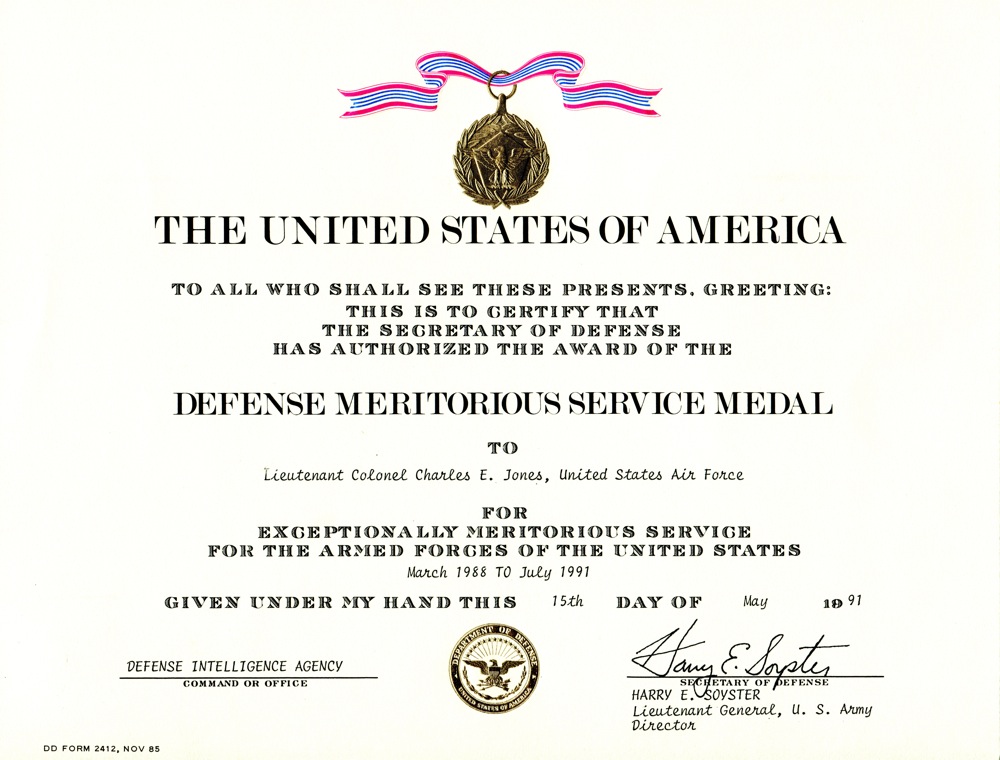 THE UNITED STATES OF AMERICA
TO ALL WHO SHALL SEE THESE PRESENTS, GREETING:
THIS IS TO CERTIFY THAT
THE SECRETARY OF DEFENSE
HAS AUTHORIZED THE AWARD OF THE
DEFENSE MERITORIOUS SERVICE MEDAL
TO
Lieutenant Colonel Charles E. Jones, United States Air Force
FOR
EXCEPTIONALLY MERITORIOUS SERVICE
FOR THE ARMED FORCES OF THE UNITED STATES
March 1988 TO July 1991
GIVEN UNDER MY HAND THIS 15th DAY OF May 19 91
DEPARTMENT OF DEFENSE
UNITED STATES OF AMERICA
DEFENSE INTELLIGENCE AGENCY
COMMAND OR OFFICE
Harry E. Soyster
SECRETARY OF DEFENSE
HARRY E. SOYSTER
Lieutenant General, U. S. Army
Director
DD FORM 2412, NOV 85